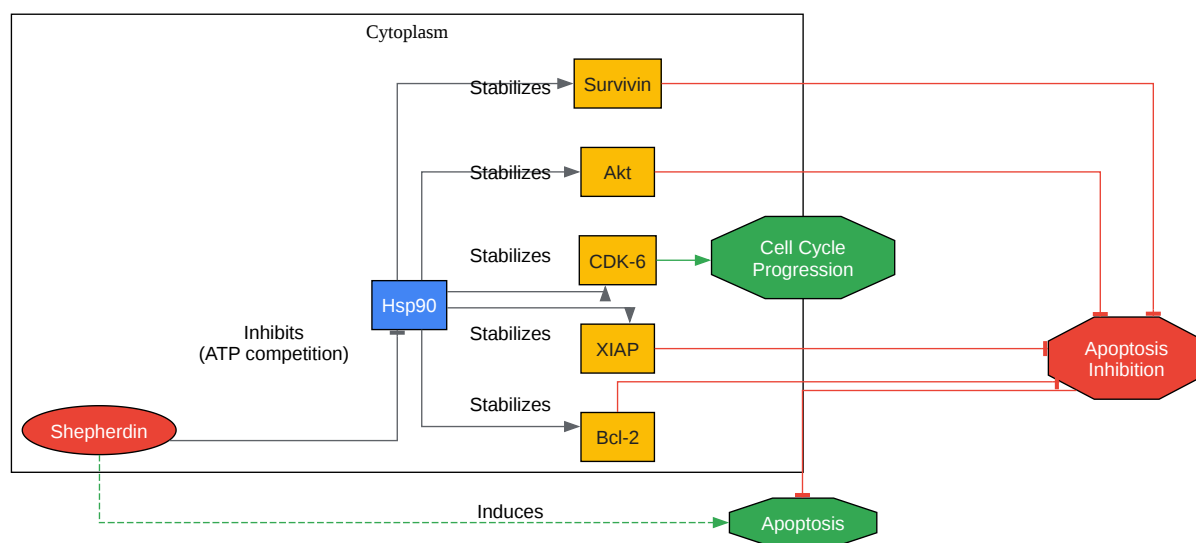 Cytoplasm
Stabilizes
Survivin
Stabilizes
Akt
Stabilizes
CDK-6
Cell Cycle
Progression
Hsp90
Inhibits
(ATP competition)
Stabilizes
XIAP
Apoptosis
Inhibition
Stabilizes
Bcl-2
Shepherdin
Induces
Apoptosis